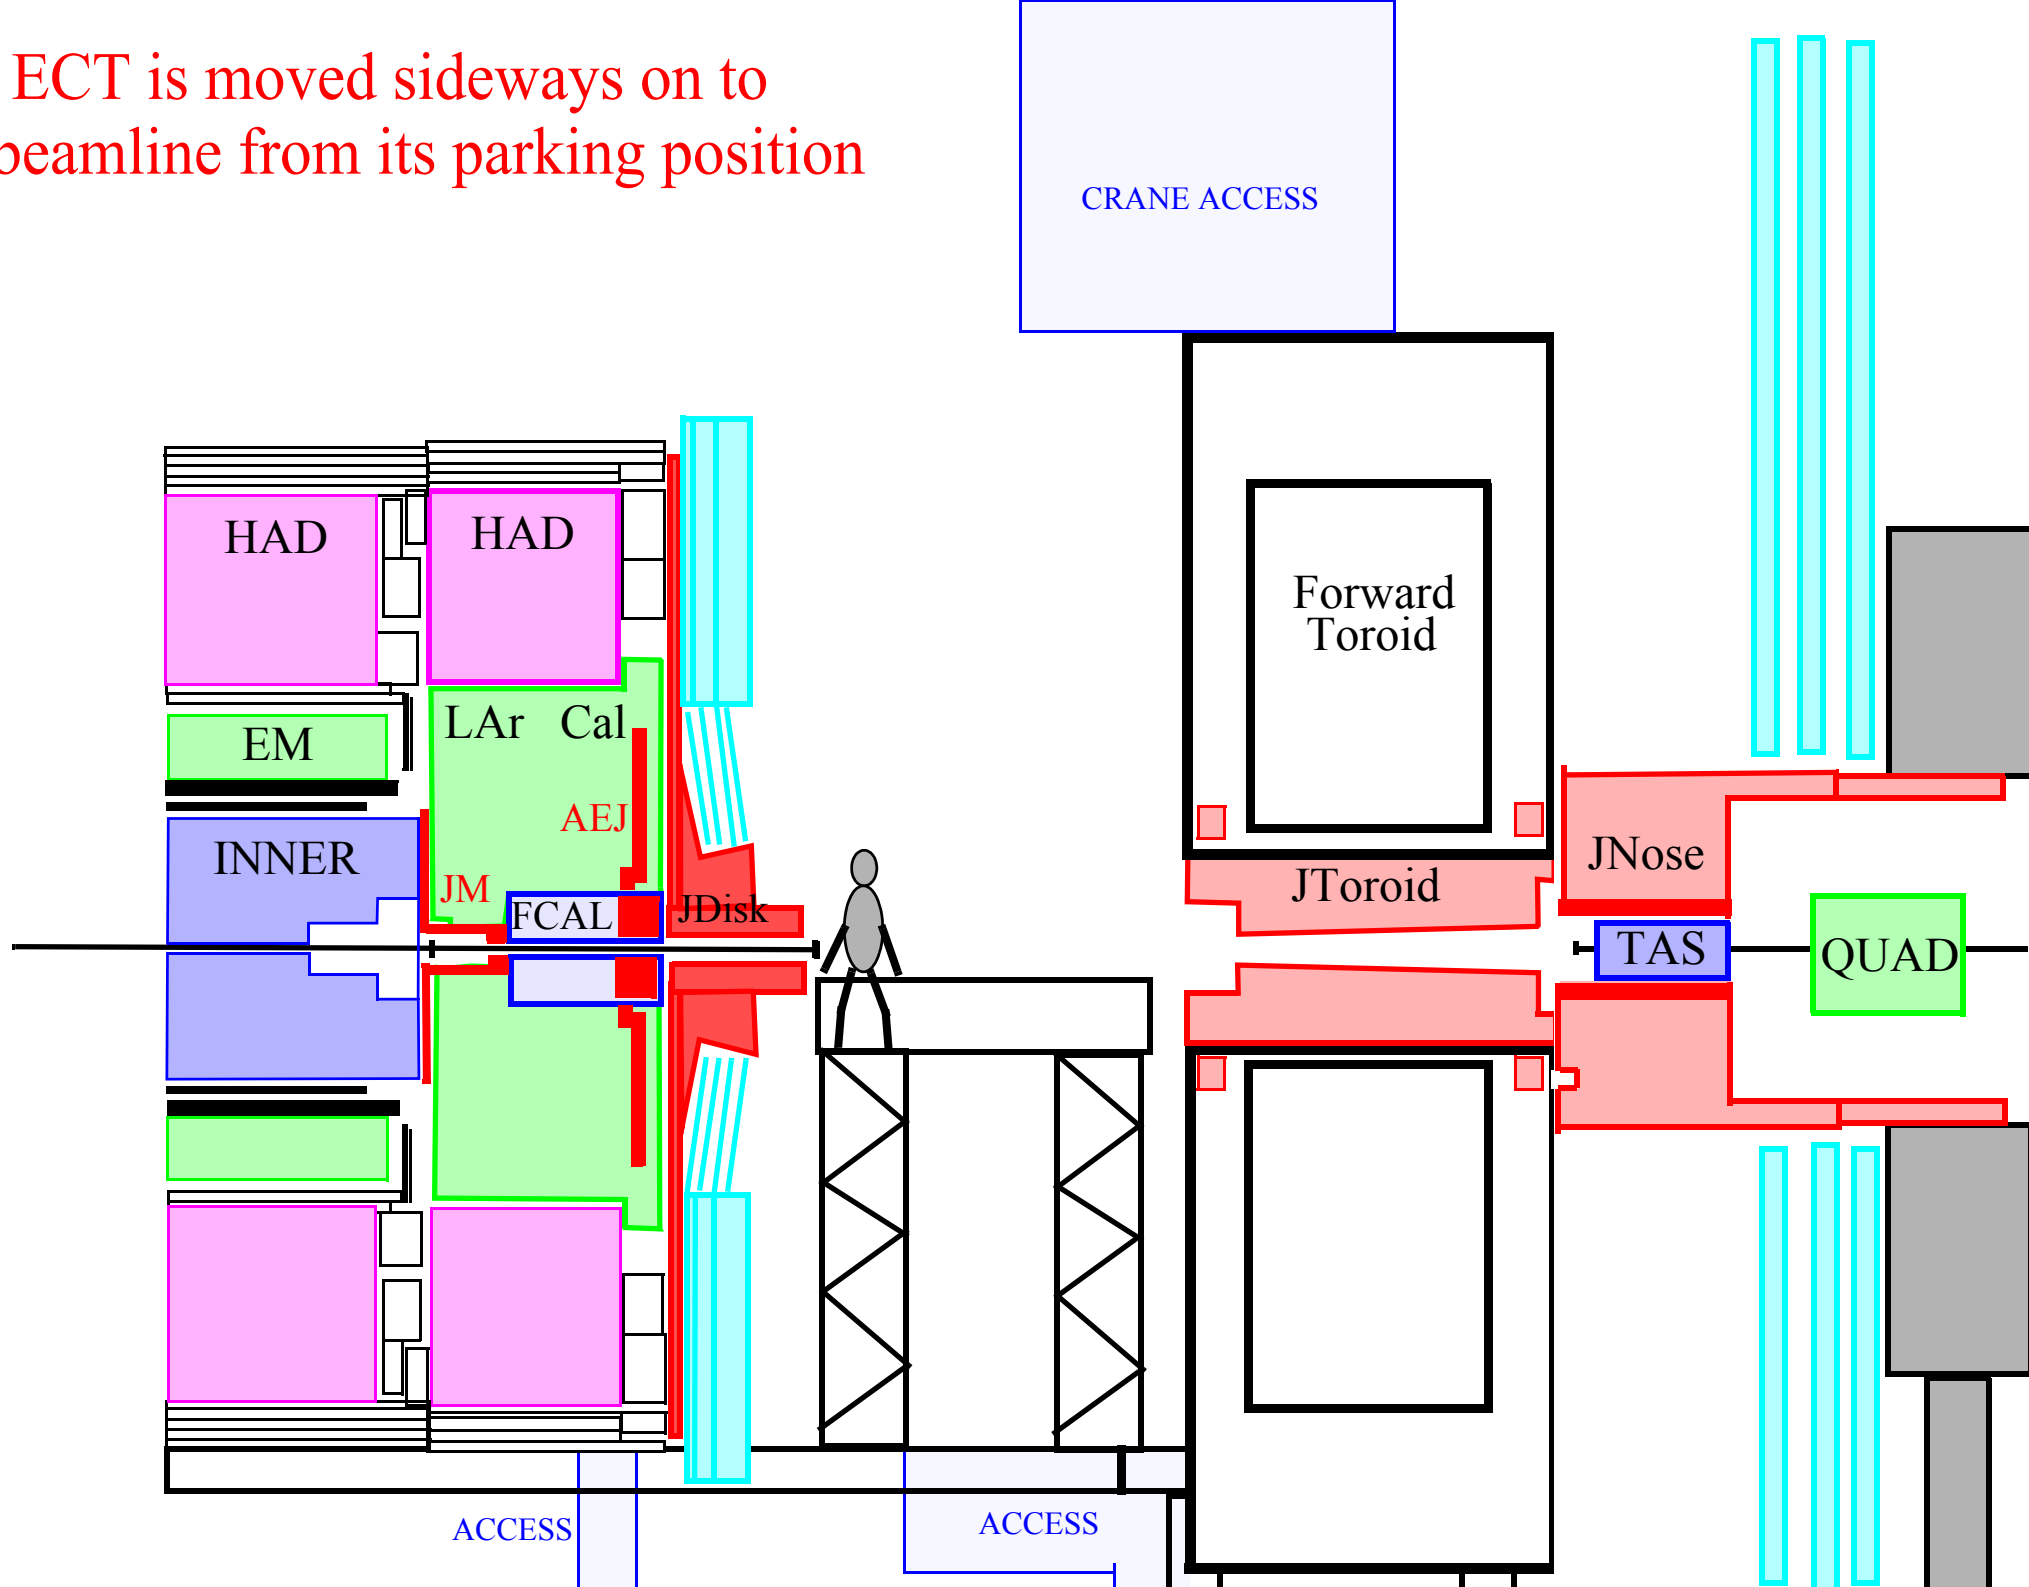 ECT is moved sideways on to
beamline from its parking position
CRANE ACCESS
HAD
HAD
Forward
Toroid
LAr Cal
EM
AEJ
INNER
JM
FCAL
JDisk
JToroid
JNose
TAS
QUAD
ACCESS
ACCESS